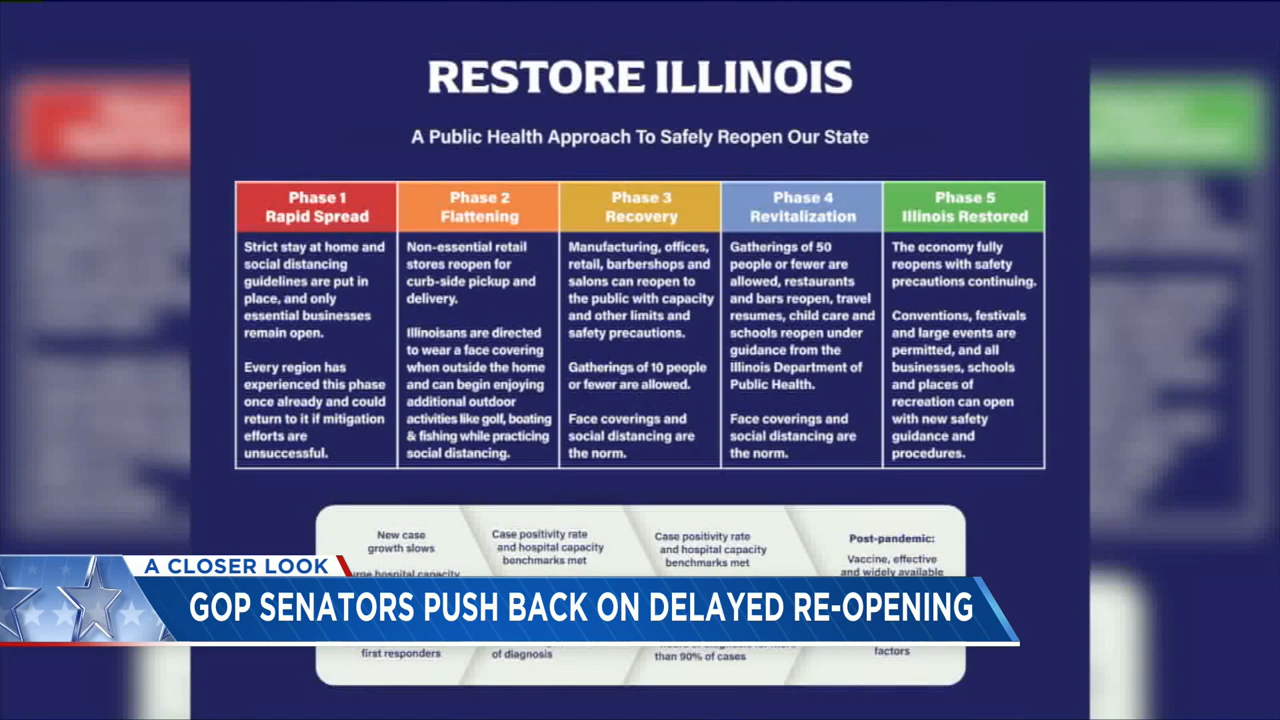 RESTORE ILLINOIS
A Public Health Approach To Safely Reopen Our State
Phase 1
Rapid Spread
Strict stay at home and
social distancing
guidelines are put in
place, and only
essential businesses
remain open.
Every region has
experienced this phase
once already and could
return to it if mitigation
efforts are
unsuccessful.
Phase 2
Flattening
Non-essential retail
stores reopen for
curb-side pickup and
delivery.
Illinoisans are directed
to wear a face covering
when outside the home
and can begin enjoying
additional outdoor
activities like golf, boating
& fishing while practicing
social distancing.
Phase 3
Recovery
Manufacturing, offices,
retail, barbershops and
salons can reopen to
the public with capacity
and other limits and
safety precautions.
Gatherings of 10 people
or fewer are allowed.
Face coverings and
social distancing are
the norm.
Phase 4
Revitalization
Gatherings of 50
people or fewer are
allowed, restaurants
and bars reopen, travel
resumes, child care and
schools reopen under
guidance from the
Illinois Department of
Public Health.
Face coverings and
social distancing are
the norm.
Phase 5
Illinois Restored
The economy fully
reopens with safety
precautions continuing.
Conventions, festivals
and large events are
permitted, and all
businesses, schools
and places of
recreation can open
with new safety
guidance and
procedures.
New case
growth slows
hospital capacity
first responders
Case positivity rate
and hospital capacity
benchmarks met
of diagnosis
Case positivity rate
and hospital capacity
benchmarks met
than 90% of cases
Post-pandemic:
Vaccine, effective
and widely available
factors
A CLOSER LOOK
GOP SENATORS PUSH BACK ON DELAYED RE-OPENING